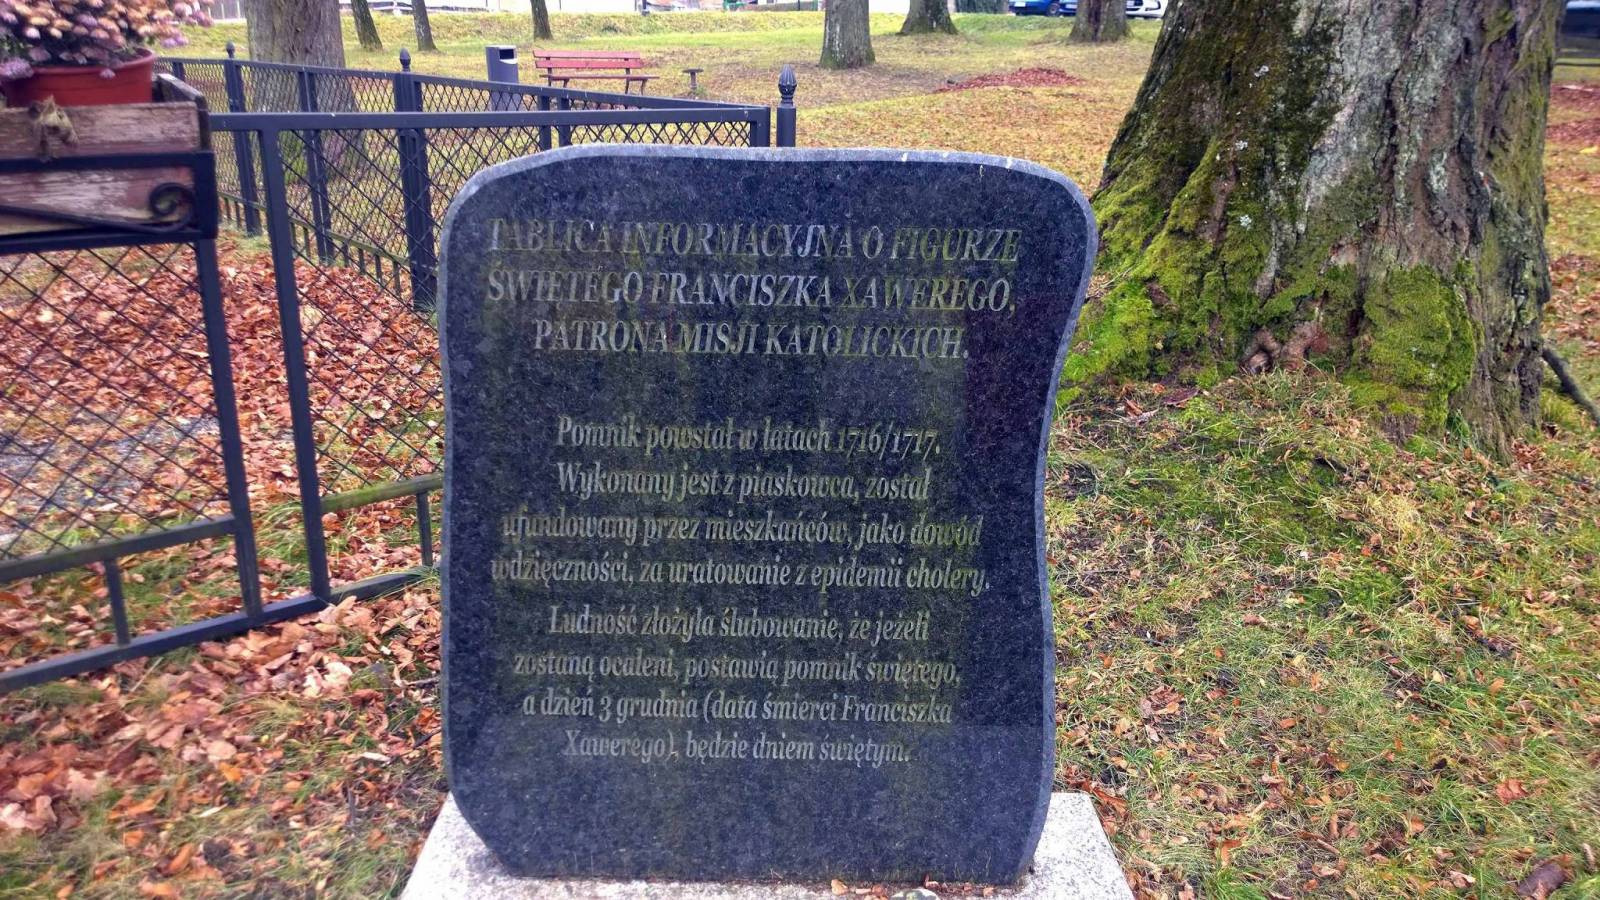 TABLICA INFORMACYJNA O FIGURZE
ŚWIĘTEGO FRANCISZKA XAWEREGO,
PATRONA MISJI KATOLICKICH.
Pomnik powstał w latach 1716/1717.
Wykonany jest z piaskowca, został
ufundowany przez mieszkańców, jako dowód
wdzięczności, za uratowanie z epidemii cholery.
Ludność złożyła ślubowanie, że jeżeli
zostaną ocaleni, postawią pomnik świętego,
a dzień 3 grudnia (data śmierci Franciszka
Xawerego), będzie dniem świętym.